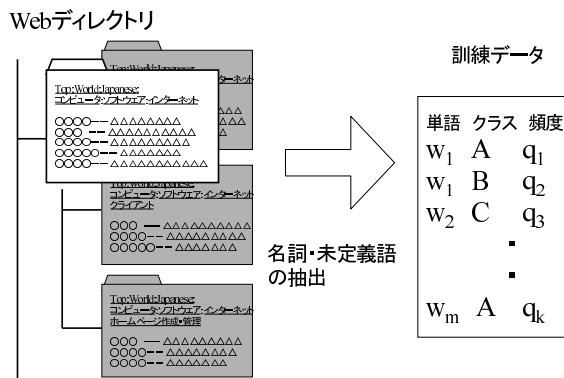 Webディレクトリ
Top:World:Japanese:
コンピュータ:ソフトウェア:インターネット
○○○○−−△△△△△△△△
○○○ −−△△△△△△△△△△
○○○○−−△△△△△△△△△
○○○○○−−△△△△△△△△
○○○○−−△△△△△△△△△△△
Top:World:Japanese:
コンピュータ:ソフトウェア:インターネット
クライアント
○○○ −−△△△△△△△△△△
○○○○−−△△△△△△△△△
○○○○○−−△△△△△△△
Top:World:Japanese:
コンピュータ:ソフトウェア:インターネット
ホームページ作成・管理
○○○ −−△△△△△△△△△
○○○○−−△△△△△△△△
○○○○−−△△△△△△△
名詞・未定義語
の抽出
訓練データ
単語 クラス 頻度
w1 A q1
w1 B q2
w2 C q3
・
・
wm A qk